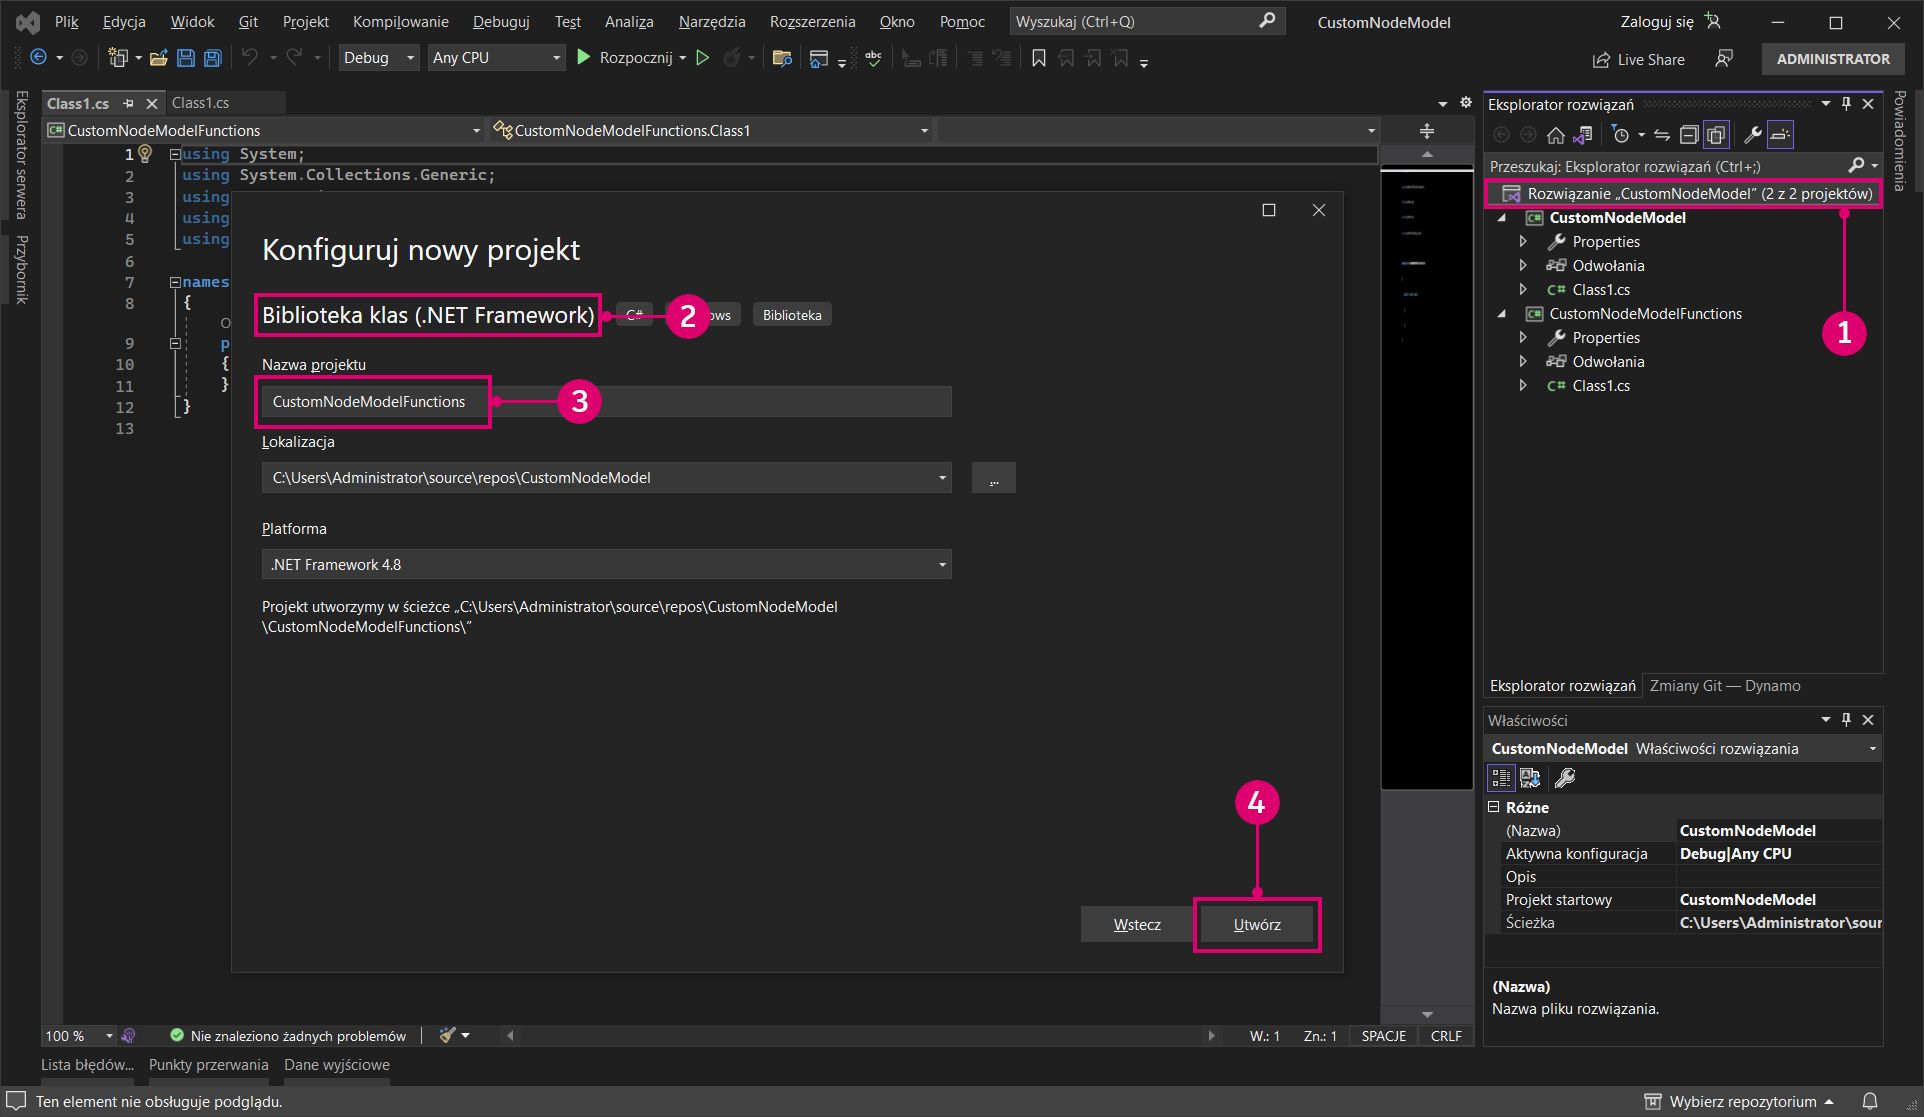 Plik Edycja Widok Git Projekt Kompilowanie Debuguj Test Analiza Narzędzia Rozszerzenia Okno Pomoc Wyszukaj (Ctrl+Q) CustomNodeModel Zaloguj się
Debug Any CPU Rozpocznij Live Share ADMINISTRATOR
Eksplorator serwera
Przybornik
Class1.cs Class1.cs
CustomNodeModelFunctions CustomNodeModelFunctions.Class1
1 using System;
2 using System.Collections.Generic;
3 using
4 using
5 using
6
7 names
8 {
9 p
10 {
11 }
12 }
13
Konfiguruj nowy projekt
Biblioteka klas (.NET Framework) C# 2 ows Biblioteka
Nazwa projektu
CustomNodeModelFunctions 3
Lokalizacja
C:\Users\Administrator\source\repos\CustomNodeModel ...
Platforma
.NET Framework 4.8
Projekt utworzymy w ścieżce „C:\Users\Administrator\source\repos\CustomNodeModel
\CustomNodeModelFunctions\”
4
Wstecz Utwórz
Eksplorator rozwiązań
Przeszukaj: Eksplorator rozwiązań (Ctrl+;)
Rozwiązanie „CustomNodeModel” (2 z 2 projektów)
C# CustomNodeModel
Properties
Odwołania
C# Class1.cs
C# CustomNodeModelFunctions
1
Properties
Odwołania
C# Class1.cs
Powiadomienia
Eksplorator rozwiązań Zmiany Git — Dynamo
Właściwości
CustomNodeModel Właściwości rozwiązania
Różne
(Nazwa) CustomNodeModel
Aktywna konfiguracja Debug|Any CPU
Opis
Projekt startowy CustomNodeModel
Ścieżka C:\Users\Administrator\sour
(Nazwa)
Nazwa pliku rozwiązania.
100 % Nie znaleziono żadnych problemów W.: 1 Zn.: 1 SPACJE CRLF
Lista błędów... Punkty przerwania Dane wyjściowe
Ten element nie obsługuje podglądu. Wybierz repozytorium